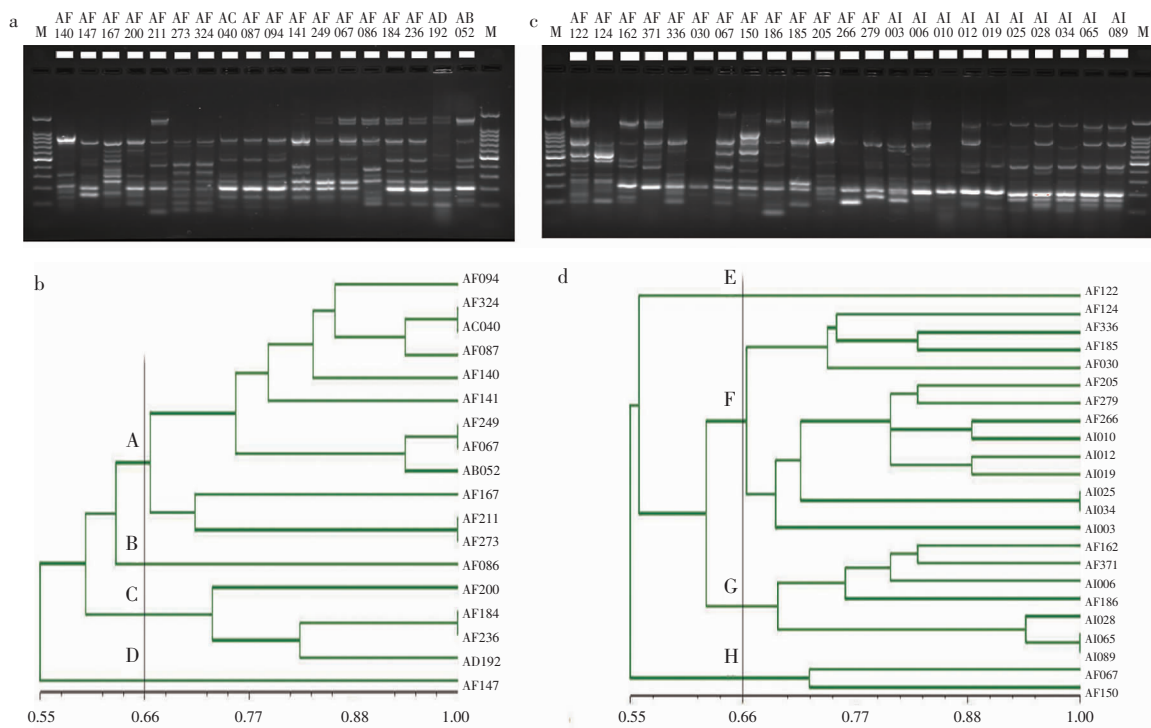 a
AF AF AF AF AF AF AF AC AF AF AF AF AF AF AF AF AD AB
M 140 147 167 200 211 273 324 040 087 094 141 249 067 086 184 236 192 052 M
c
AF AF AF AF AF AF AF AF AF AF AF AF AF AI AI AI AI AI AI AI AI AI AI
M 122 124 162 371 336 030 067 150 186 185 205 266 279 003 006 010 012 019 025 028 034 065 089 M
b
AF094
AF324
AC040
AF087
AF140
AF141
AF249
A
AF067
AB052
AF167
AF211
B
AF273
AF086
C
AF200
AF184
AF236
D
AD192
AF147
0.55 0.66 0.77 0.88 1.00
d
E
AF122
AF124
AF336
AF185
AF030
AF205
F
AF279
AF266
AI010
AI012
AI019
AI025
AI034
AI003
AF162
AF371
G
AI006
AF186
AI028
AI065
H
AI089
AF067
AF150
0.55 0.66 0.77 0.88 1.00